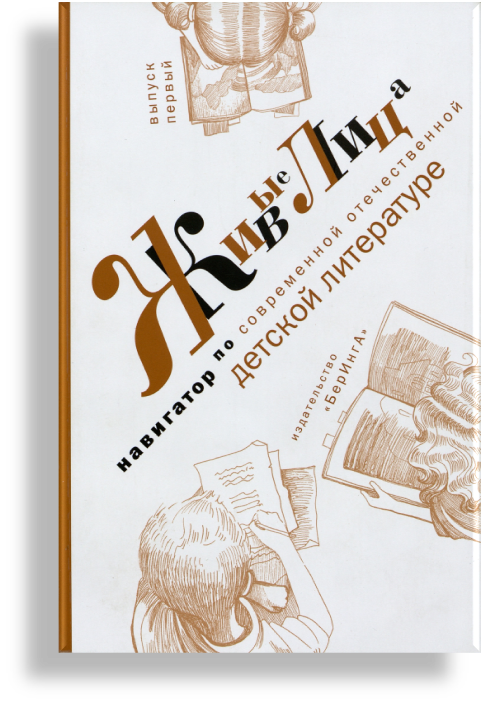 выпуск
первый
Живые Лица
навигатор по современной отечественной
детской литературе
издательство
«БерИнгА»